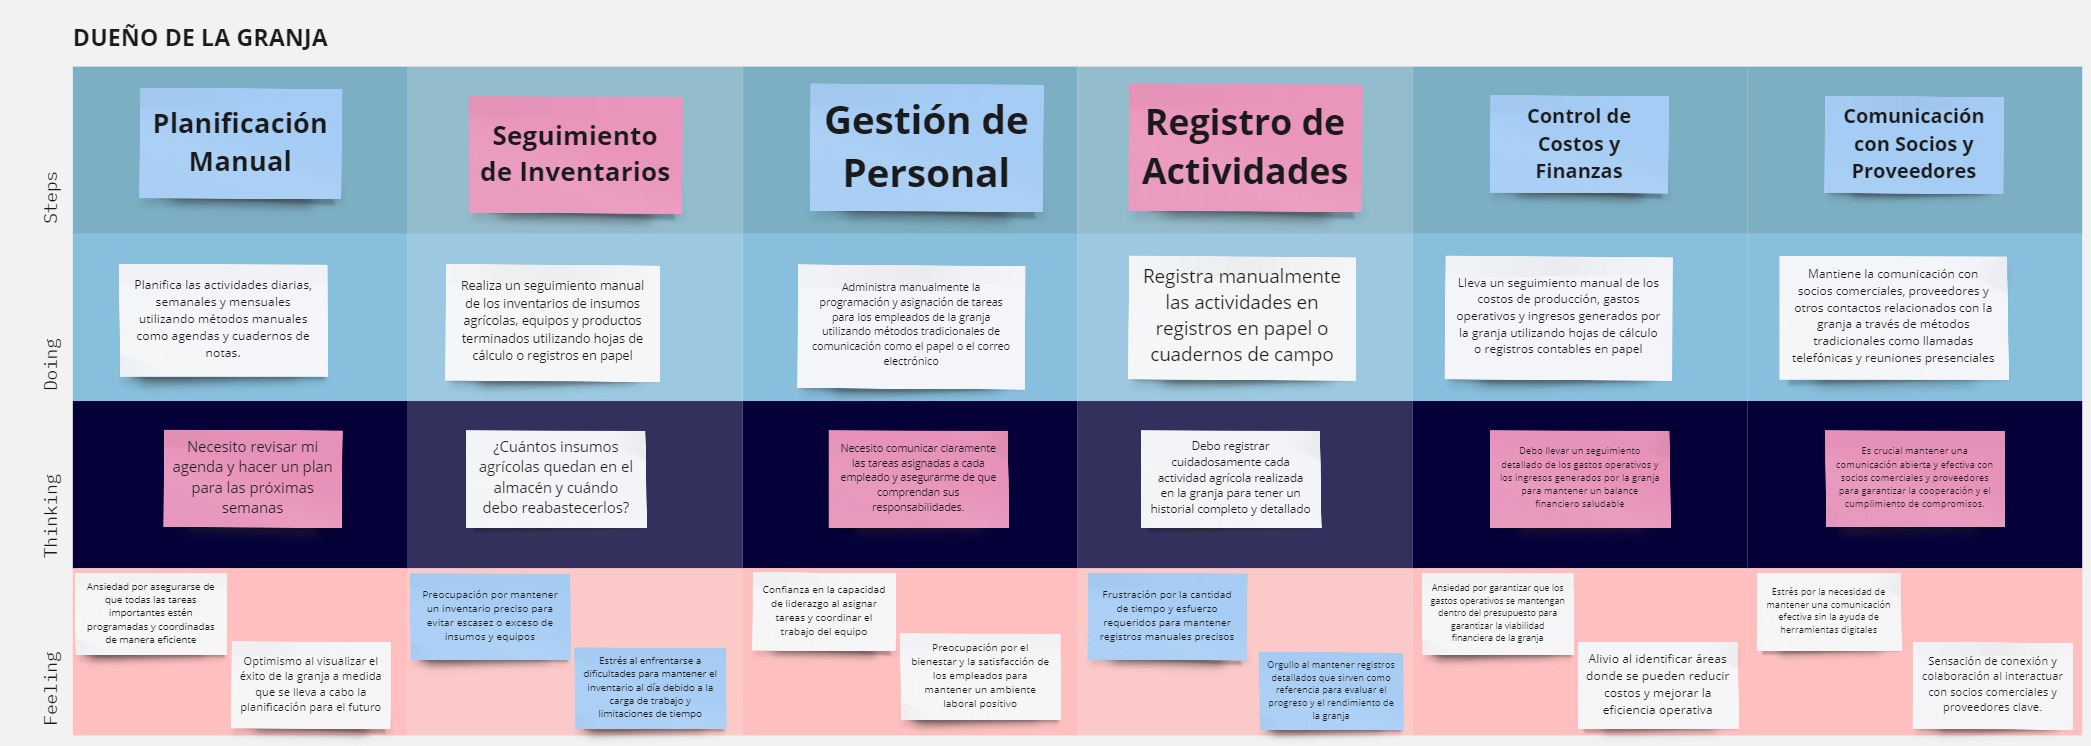 DUEÑO DE LA GRANJA
Steps
Planificación
Manual
Seguimiento
de Inventarios
Gestión de
Personal
Registro de
Actividades
Control de
Costos y
Finanzas
Comunicación
con Socios y
Proveedores
Doing
Planifica las actividades diarias,
semanales y mensuales
utilizando métodos manuales
como agendas y cuadernos de
notas.
Realiza un seguimiento manual
de los inventarios de insumos
agrícolas, equipos y productos
terminados utilizando hojas de
cálculo o registros en papel
Administra manualmente la
programación y asignación de tareas
para los empleados de la granja
utilizando métodos tradicionales de
comunicación como el papel o el correo
electrónico
Registra manualmente
las actividades en
registros en papel o
cuadernos de campo
Lleva un seguimiento manual de los
costos de producción, gastos
operativos y ingresos generados por
la granja utilizando hojas de cálculo
o registros contables en papel
Mantiene la comunicación con
socios comerciales, proveedores y
otros contactos relacionados con la
granja a través de métodos
tradicionales como llamadas
telefónicas y reuniones presenciales
Thinking
Necesito revisar mi
agenda y hacer un plan
para las próximas
semanas
¿Cuántos insumos
agrícolas quedan en el
almacén y cuándo
debo reabastecerlos?
Necesito comunicar claramente
las tareas asignadas a cada
empleado y asegurarme de que
comprendan sus
responsabilidades.
Debo registrar
cuidadosamente cada
actividad agrícola realizada
en la granja para tener un
historial completo y detallado
Debo llevar un seguimiento
detallado de los gastos operativos y
los ingresos generados por la granja
para mantener un balance
financiero saludable
Es crucial mantener una
comunicación abierta y efectiva con
socios comerciales y proveedores
para garantizar la cooperación y el
cumplimiento de compromisos.
Feeling
Ansiedad por asegurarse de
que todas las tareas
importantes estén
programadas y coordinadas
de manera eficiente
Optimismo al visualizar el
éxito de la granja a medida
que se lleva a cabo la
planificación para el futuro
Preocupación por mantener
un inventario preciso para
evitar escasez o exceso de
insumos y equipos
Estrés al enfrentarse a
dificultades para mantener el
inventario al día debido a la
carga de trabajo y
limitaciones de tiempo
Confianza en la capacidad
de liderazgo al asignar
tareas y coordinar el
trabajo del equipo
Preocupación por el
bienestar y la satisfacción de
los empleados para
mantener un ambiente
laboral positivo
Frustración por la cantidad
de tiempo y esfuerzo
requeridos para mantener
registros manuales precisos
Orgullo al mantener registros
detallados que sirven como
referencia para evaluar el
progreso y el rendimiento de
la granja
Ansiedad por garantizar que los
gastos operativos se mantengan
dentro del presupuesto para
garantizar la viabilidad
financiera de la granja
Alivio al identificar áreas
donde se pueden reducir
costos y mejorar la
eficiencia operativa
Estrés por la necesidad de
mantener una comunicación
efectiva sin la ayuda de
herramientas digitales
Sensación de conexión y
colaboración al interactuar
con socios comerciales y
proveedores clave.